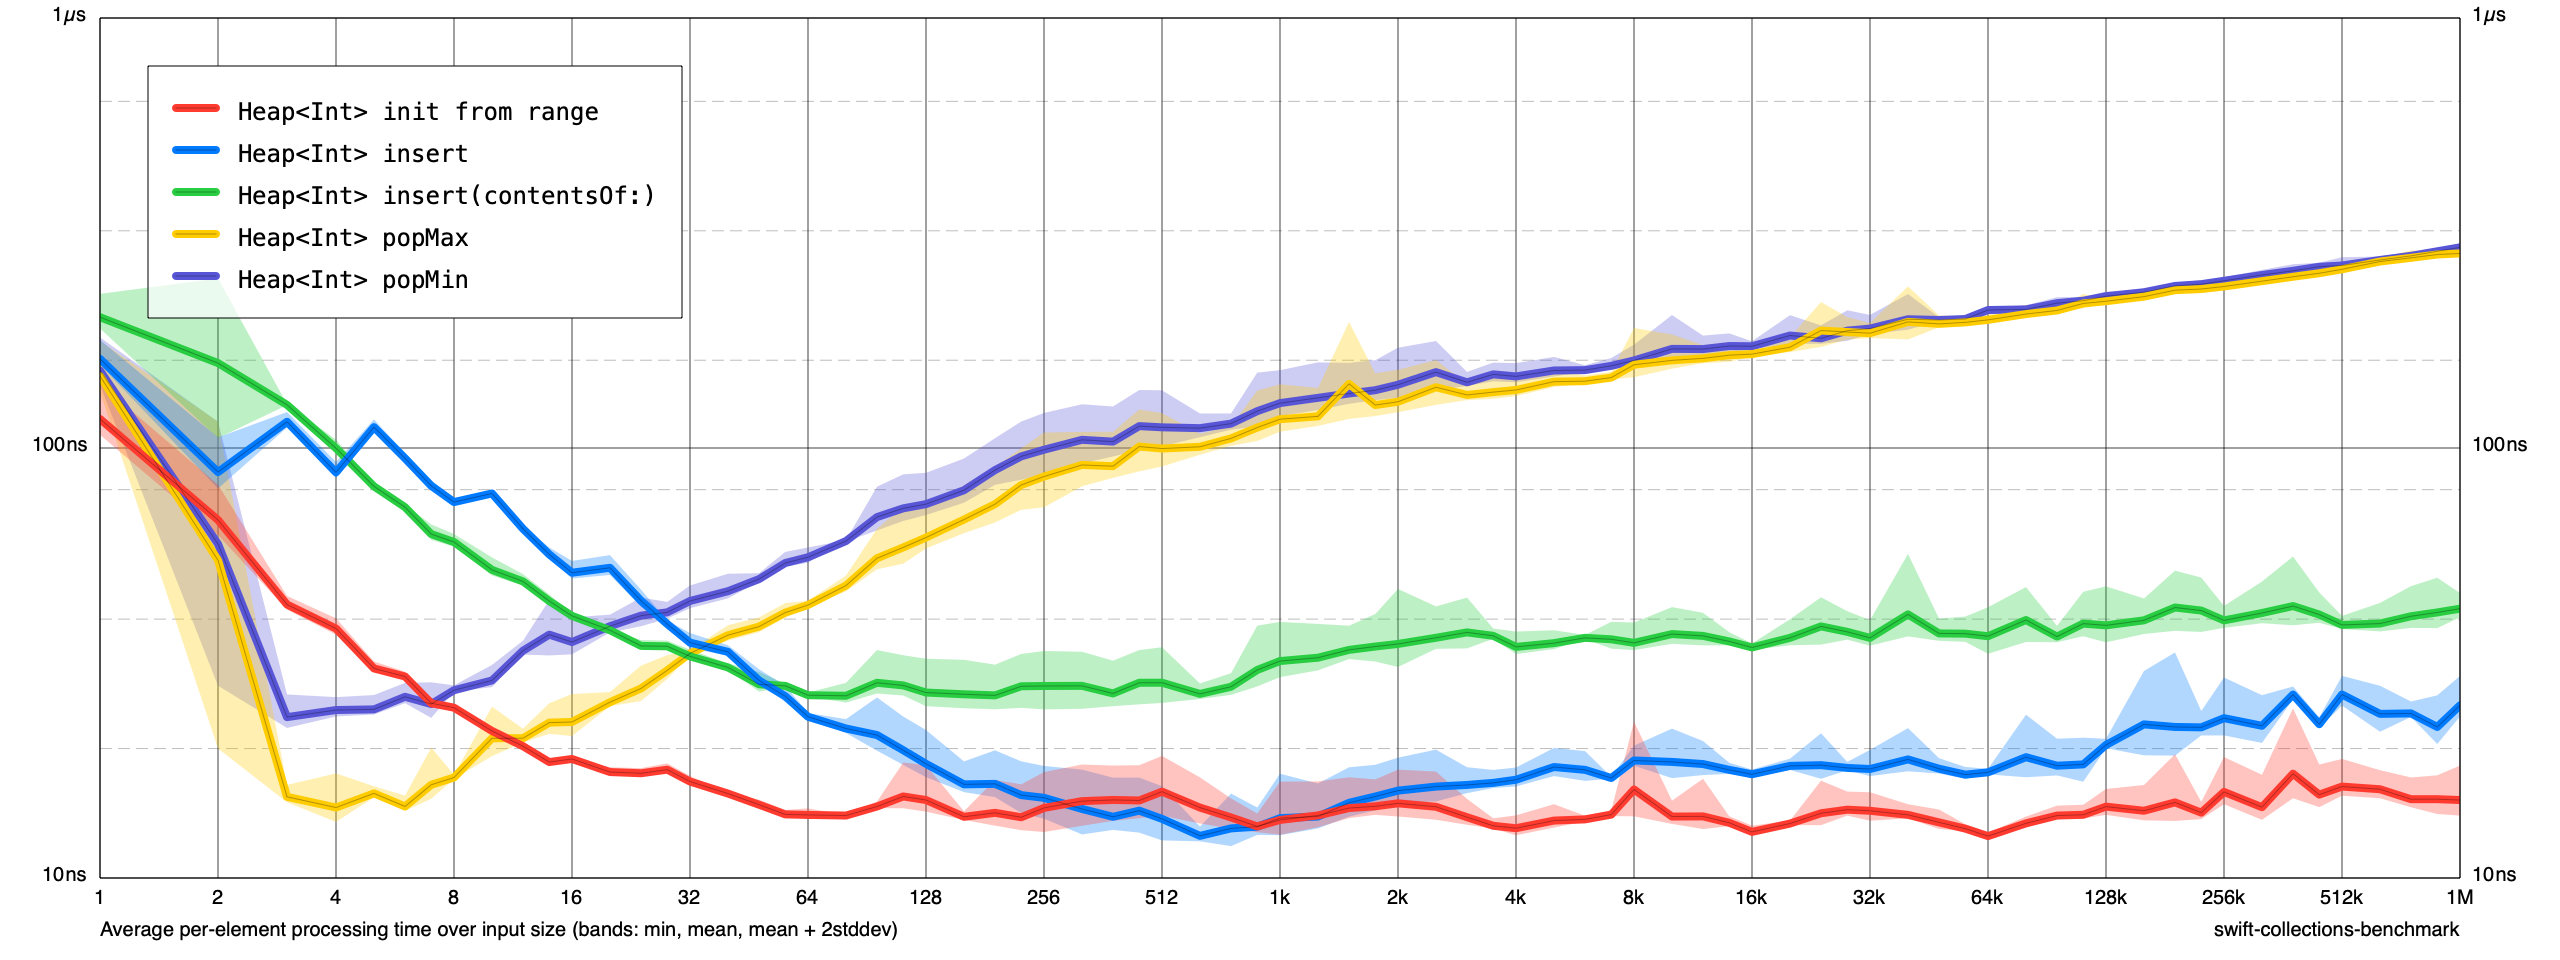 1µs 1µs
Heap<Int> init from range
Heap<Int> insert
Heap<Int> insert(contentsOf:)
Heap<Int> popMax
Heap<Int> popMin
100ns 100ns
10ns 10ns
1 2 4 8 16 32 64 128 256 512 1k 2k 4k 8k 16k 32k 64k 128k 256k 512k 1M
Average per-element processing time over input size (bands: min, mean, mean + 2stddev) swift-collections-benchmark